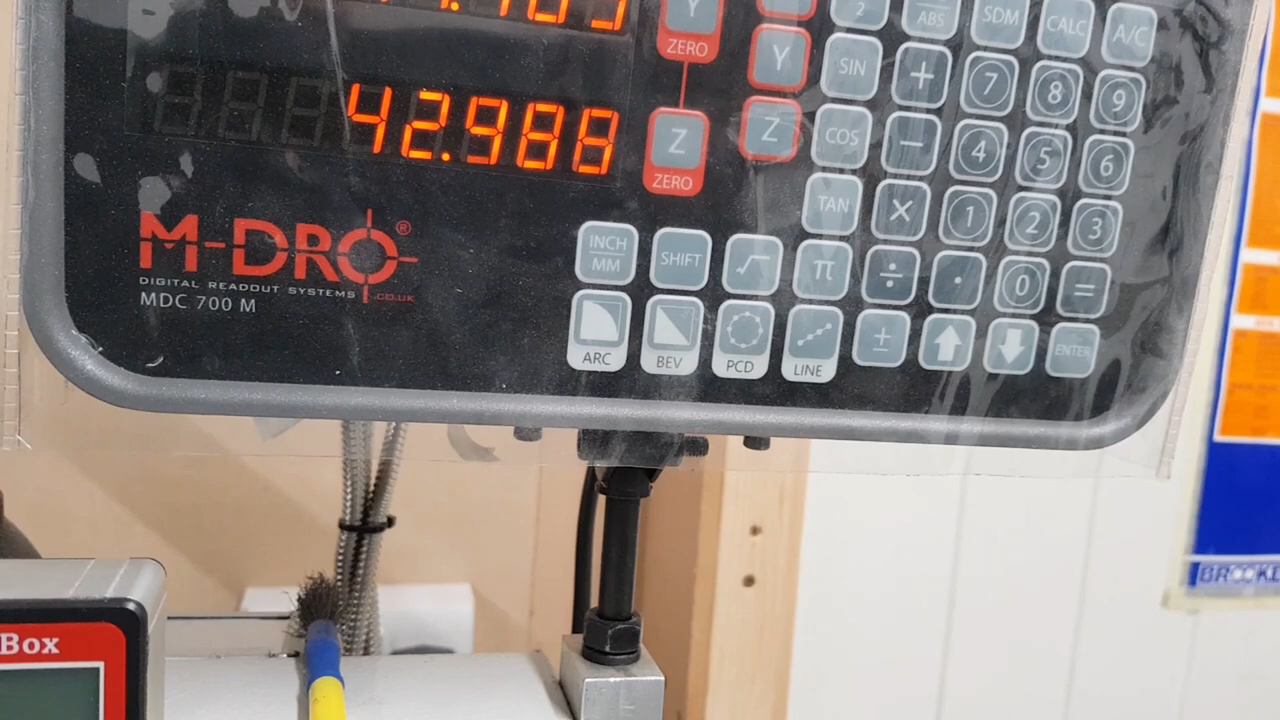 Y
ZERO
2
ABS
SDM
CALC
A/C
Y
SIN
+
7
8
9
42.988
Z
ZERO
Z
COS
−
4
5
6
TAN
×
1
2
3
M-DRO®
DIGITAL READOUT SYSTEMS .CO.UK
MDC 700 M
INCH
MM
SHIFT
√
π
÷
·
0
=
ARC
BEV
PCD
LINE
±
ENTER
Box